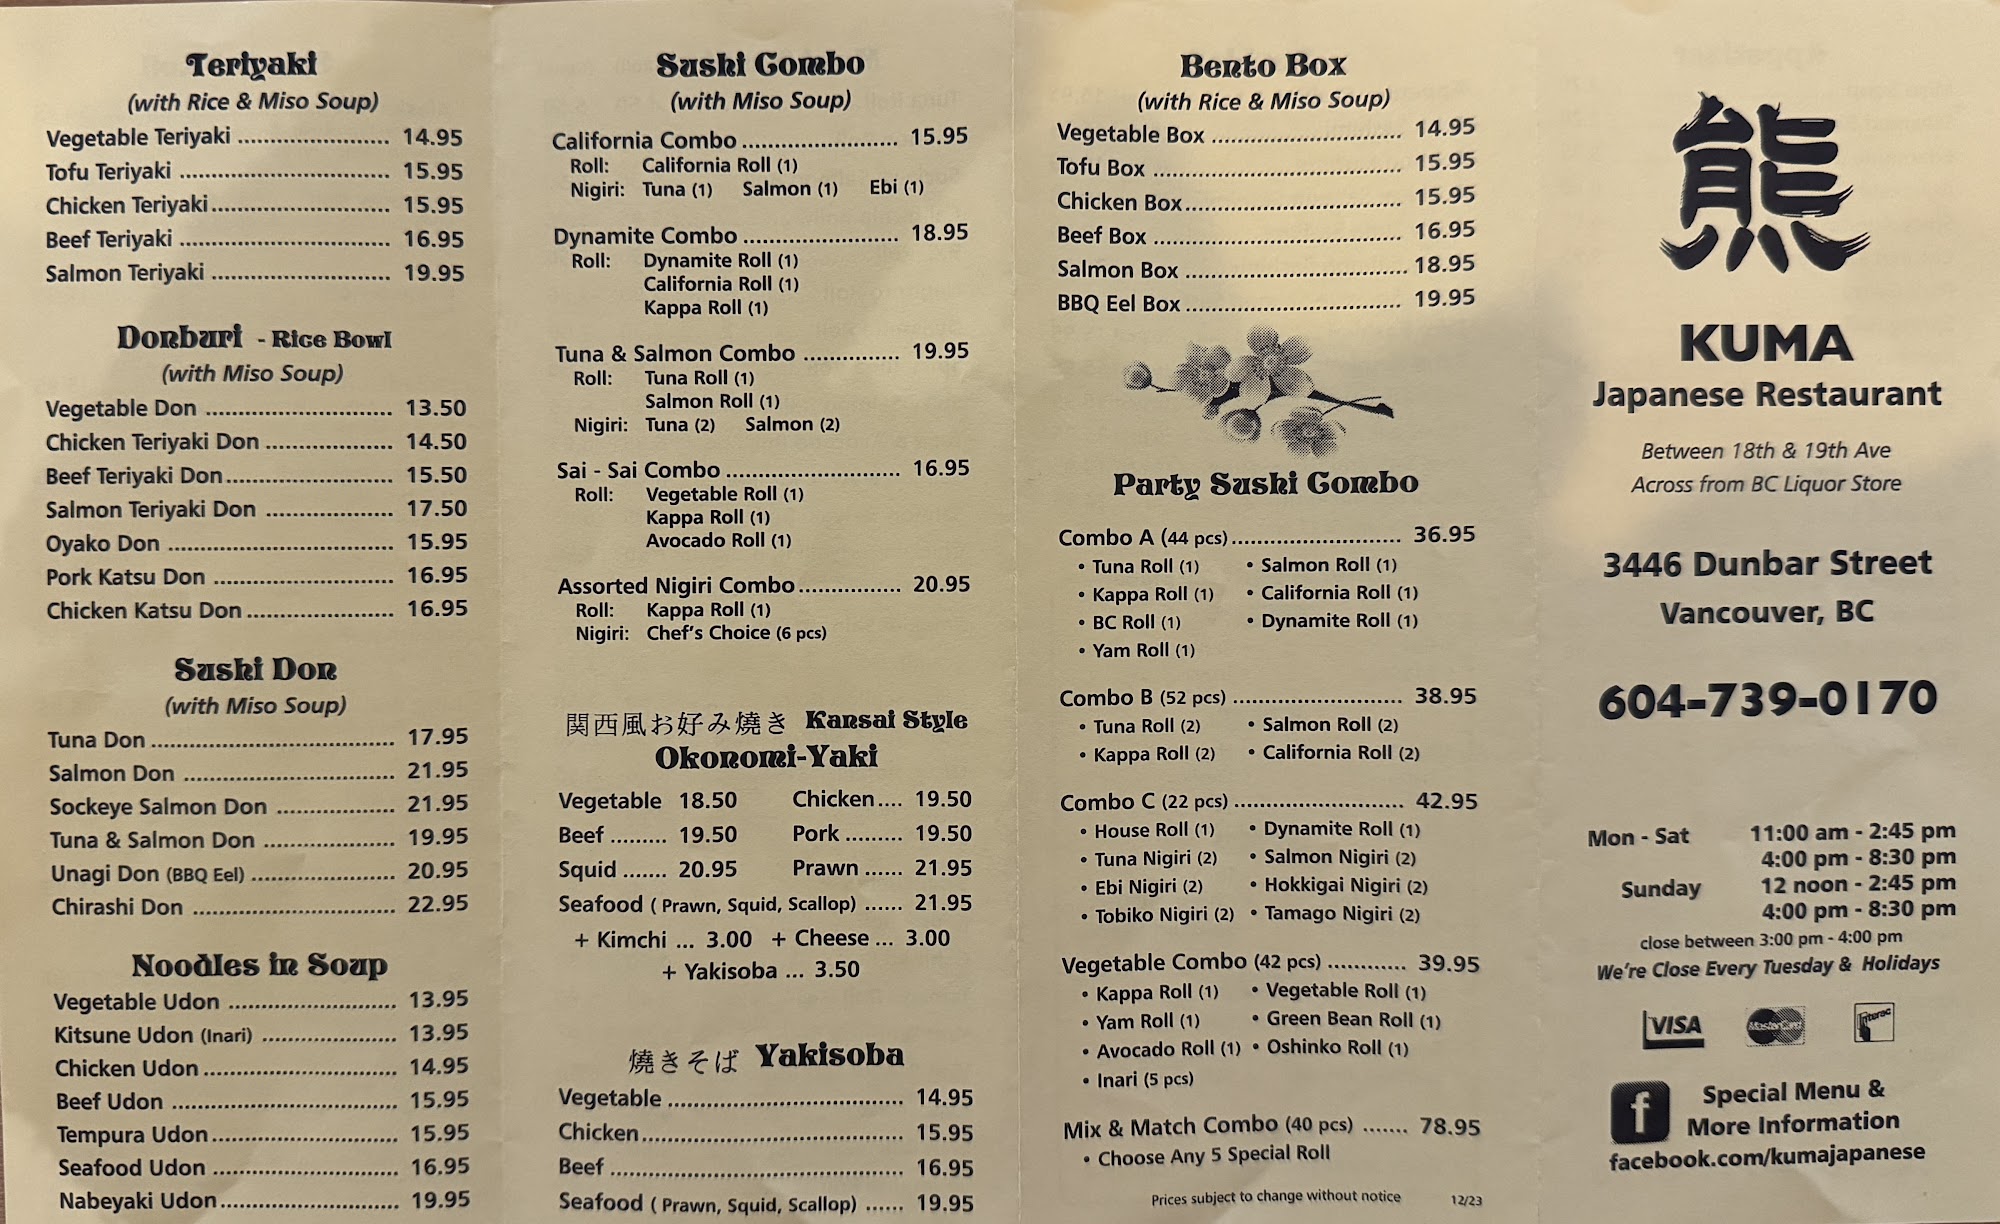 Teriyaki
(with Rice & Miso Soup)
Vegetable Teriyaki ........................ 14.95
Tofu Teriyaki ................................. 15.95
Chicken Teriyaki............................ 15.95
Beef Teriyaki ................................. 16.95
Salmon Teriyaki ............................ 19.95
Donburi - Rice Bowl
(with Miso Soup)
Vegetable Don ............................. 13.50
Chicken Teriyaki Don .................... 14.50
Beef Teriyaki Don.......................... 15.50
Salmon Teriyaki Don .................... 17.50
Oyako Don ................................... 15.95
Pork Katsu Don ............................ 16.95
Chicken Katsu Don....................... 16.95
Sushi Don
(with Miso Soup)
Tuna Don ...................................... 17.95
Salmon Don ................................. 21.95
Sockeye Salmon Don ................... 21.95
Tuna & Salmon Don ..................... 19.95
Unagi Don (BBQ Eel) ....................... 20.95
Chirashi Don ................................ 22.95
Noodles in Soup
Vegetable Udon ........................... 13.95
Kitsune Udon (Inari) ...................... 13.95
Chicken Udon .............................. 14.95
Beef Udon ................................... 15.95
Tempura Udon............................. 15.95
Seafood Udon ............................. 16.95
Nabeyaki Udon............................ 19.95
Sushi Combo
(with Miso Soup)
California Combo ........................ 15.95
Roll: California Roll (1)
Nigiri: Tuna (1) Salmon (1) Ebi (1)
Dynamite Combo ........................ 18.95
Roll: Dynamite Roll (1)
California Roll (1)
Kappa Roll (1)
Tuna & Salmon Combo ............... 19.95
Roll: Tuna Roll (1)
Salmon Roll (1)
Nigiri: Tuna (2) Salmon (2)
Sai - Sai Combo ........................... 16.95
Roll: Vegetable Roll (1)
Kappa Roll (1)
Avocado Roll (1)
Assorted Nigiri Combo................ 20.95
Roll: Kappa Roll (1)
Nigiri: Chef's Choice (6 pcs)
関西風お好み焼き Kansai Style
Okonomi-Yaki
Vegetable 18.50 Chicken.... 19.50
Beef ......... 19.50 Pork ......... 19.50
Squid ....... 20.95 Prawn ...... 21.95
Seafood ( Prawn, Squid, Scallop) ...... 21.95
+ Kimchi ... 3.00 + Cheese ... 3.00
+ Yakisoba ... 3.50
焼きそば Yakisoba
Vegetable .................................... 14.95
Chicken........................................ 15.95
Beef ............................................. 16.95
Seafood ( Prawn, Squid, Scallop) ...... 19.95
Bento Box
(with Rice & Miso Soup)
Vegetable Box ............................. 14.95
Tofu Box ...................................... 15.95
Chicken Box................................. 15.95
Beef Box ...................................... 16.95
Salmon Box .................................. 18.95
BBQ Eel Box ................................. 19.95
Party Sushi Combo
Combo A (44 pcs).......................... 36.95
• Tuna Roll (1) • Salmon Roll (1)
• Kappa Roll (1) • California Roll (1)
• BC Roll (1) • Dynamite Roll (1)
• Yam Roll (1)
Combo B (52 pcs) .......................... 38.95
• Tuna Roll (2) • Salmon Roll (2)
• Kappa Roll (2) • California Roll (2)
Combo C (22 pcs) .......................... 42.95
• House Roll (1) • Dynamite Roll (1)
• Tuna Nigiri (2) • Salmon Nigiri (2)
• Ebi Nigiri (2) • Hokkigai Nigiri (2)
• Tobiko Nigiri (2) • Tamago Nigiri (2)
Vegetable Combo (42 pcs) ............ 39.95
• Kappa Roll (1) • Vegetable Roll (1)
• Yam Roll (1) • Green Bean Roll (1)
• Avocado Roll (1) • Oshinko Roll (1)
• Inari (5 pcs)
Mix & Match Combo (40 pcs) ....... 78.95
• Choose Any 5 Special Roll
Prices subject to change without notice 12/23
熊
KUMA
Japanese Restaurant
Between 18th & 19th Ave
Across from BC Liquor Store
3446 Dunbar Street
Vancouver, BC
604-739-0170
Mon - Sat 11:00 am - 2:45 pm
4:00 pm - 8:30 pm
Sunday 12 noon - 2:45 pm
4:00 pm - 8:30 pm
close between 3:00 pm - 4:00 pm
We're Close Every Tuesday & Holidays
VISA MasterCard Interac
f Special Menu &
More Information
facebook.com/kumajapanese